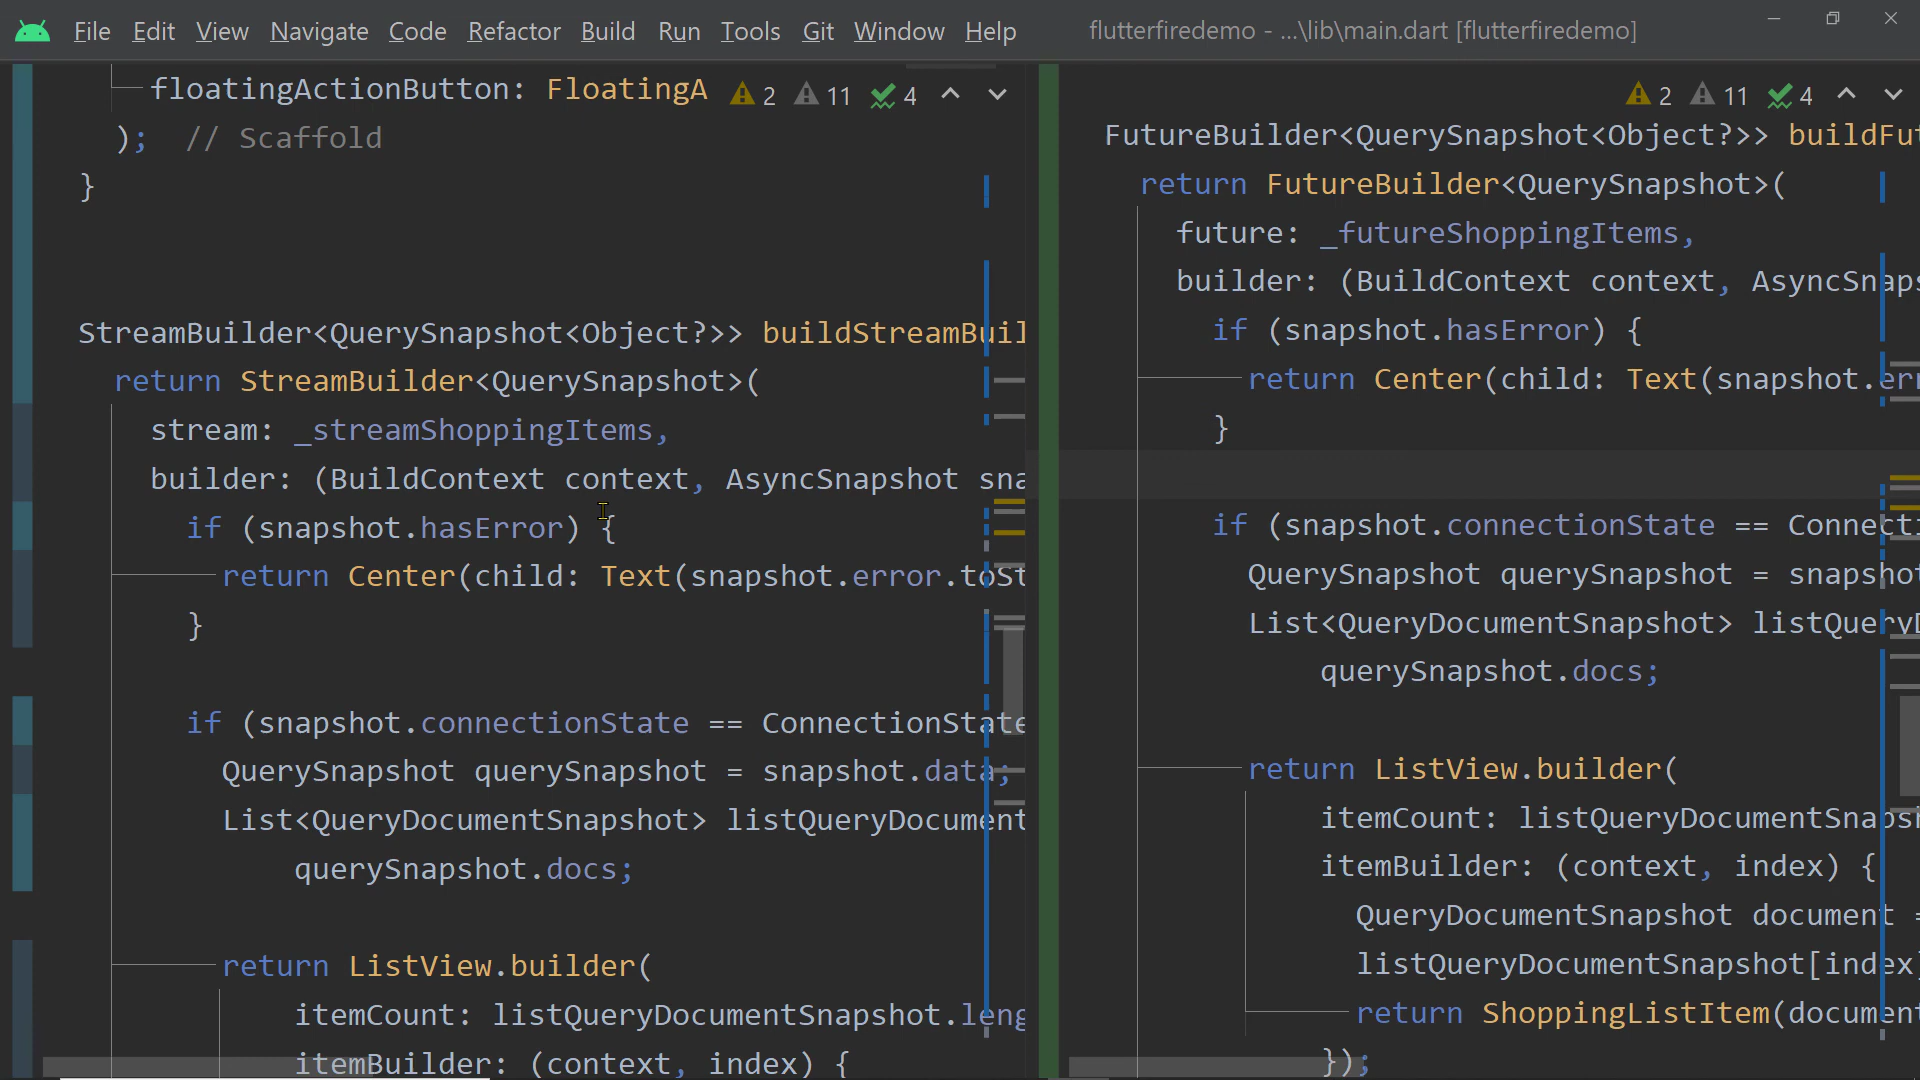 File Edit View Navigate Code Refactor Build Run Tools Git Window Help flutterfiredemo - ...\lib\main.dart [flutterfiredemo]
floatingActionButton: FloatingA 2 11 4
); // Scaffold
}
StreamBuilder<QuerySnapshot<Object?>> buildStreamBuil
return StreamBuilder<QuerySnapshot>(
stream: _streamShoppingItems,
builder: (BuildContext context, AsyncSnapshot sna
if (snapshot.hasError) {
return Center(child: Text(snapshot.error.toSt
}
if (snapshot.connectionState == ConnectionState
QuerySnapshot querySnapshot = snapshot.data;
List<QueryDocumentSnapshot> listQueryDocument
querySnapshot.docs;
return ListView.builder(
itemCount: listQueryDocumentSnapshot.leng
itemBuilder: (context, index) {
2 11 4
FutureBuilder<QuerySnapshot<Object?>> buildFut
return FutureBuilder<QuerySnapshot>(
future: _futureShoppingItems,
builder: (BuildContext context, AsyncSnaps
if (snapshot.hasError) {
return Center(child: Text(snapshot.err
}
if (snapshot.connectionState == Connecti
QuerySnapshot querySnapshot = snapshot
List<QueryDocumentSnapshot> listQueryD
querySnapshot.docs;
return ListView.builder(
itemCount: listQueryDocumentSnapsh
itemBuilder: (context, index) {
QueryDocumentSnapshot document =
listQueryDocumentSnapshot[index]
return ShoppingListItem(document
});